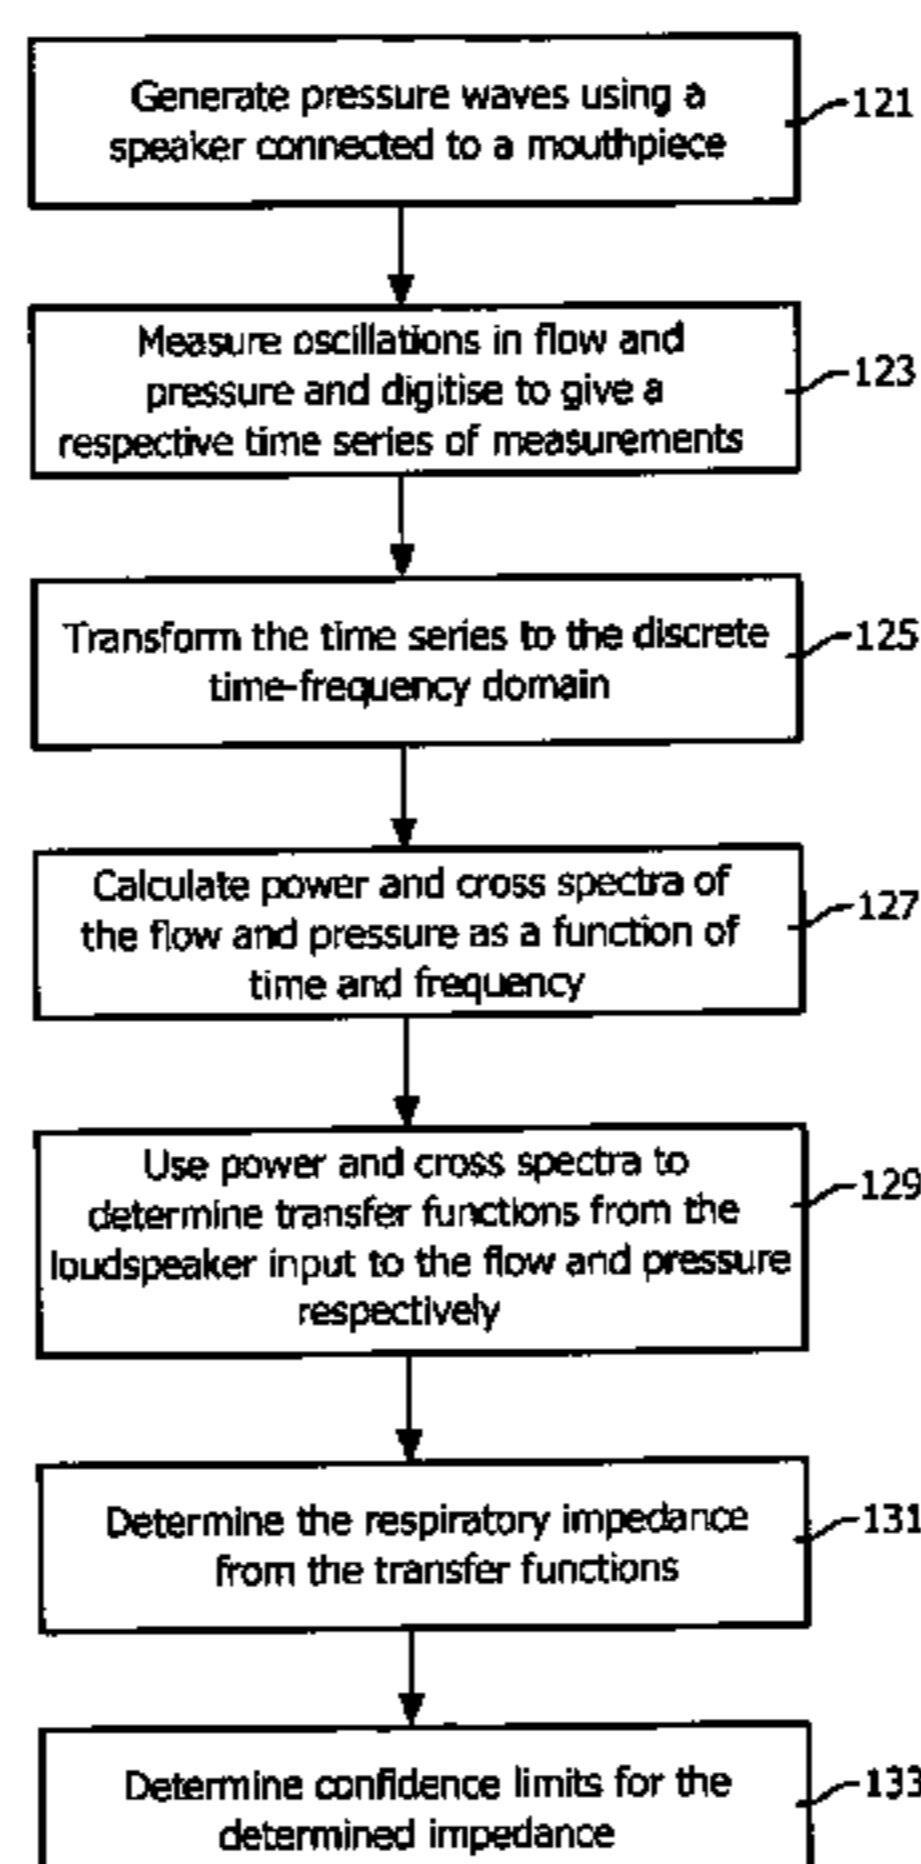 Generate pressure waves using a
speaker connected to a mouthpiece
121
Measure oscillations in flow and
pressure and digitise to give a
respective time series of measurements
123
Transform the time series to the discrete
time-frequency domain
125
Calculate power and cross spectra of
the flow and pressure as a function of
time and frequency
127
Use power and cross spectra to
determine transfer functions from the
loudspeaker input to the flow and pressure
respectively
129
Determine the respiratory impedance
from the transfer functions
131
Determine confidence limits for the
determined impedance
133